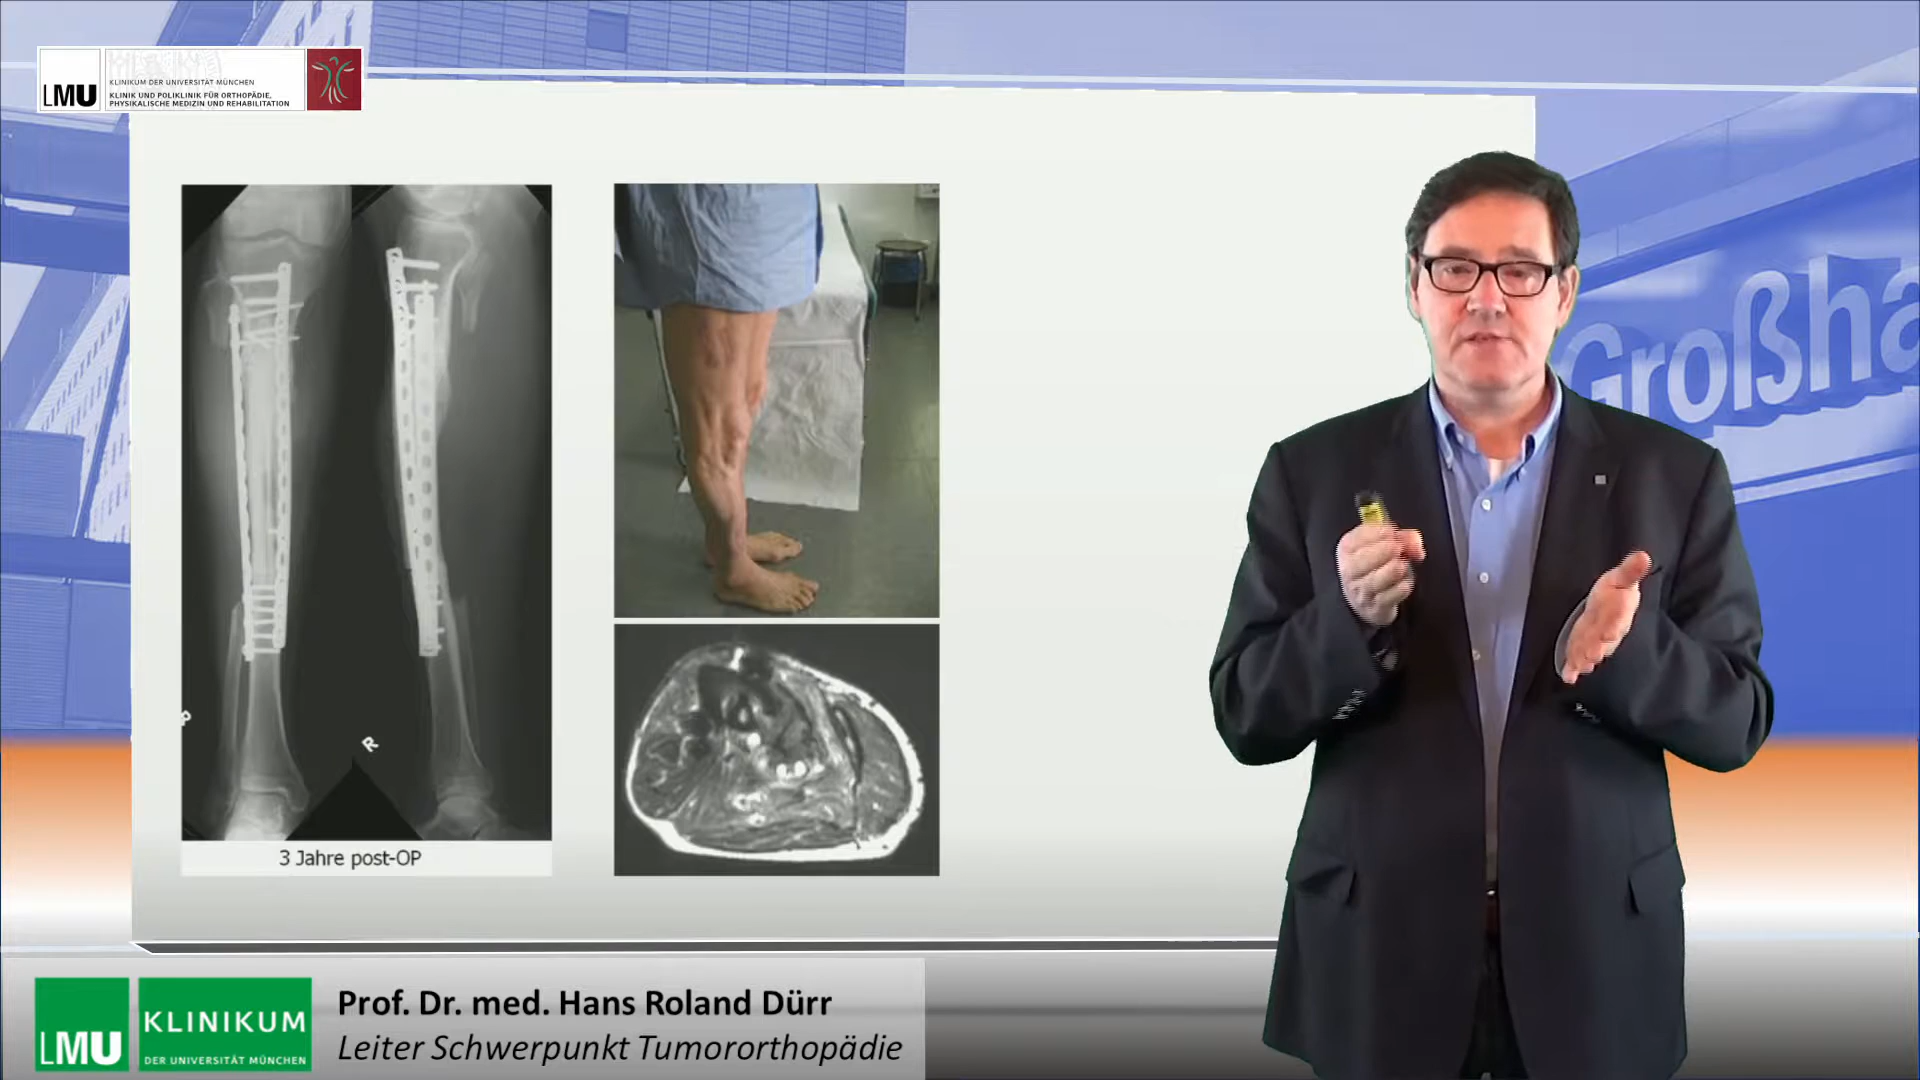 LMU
KLINIKUM DER UNIVERSITÄT MÜNCHEN
KLINIK UND POLIKLINIK FÜR ORTHOPÄDIE,
PHYSIKALISCHE MEDIZIN UND REHABILITATION
Großha
R
R
3 Jahre post-OP
LMU
KLINIKUM
DER UNIVERSITÄT MÜNCHEN
Prof. Dr. med. Hans Roland Dürr
Leiter Schwerpunkt Tumororthopädie